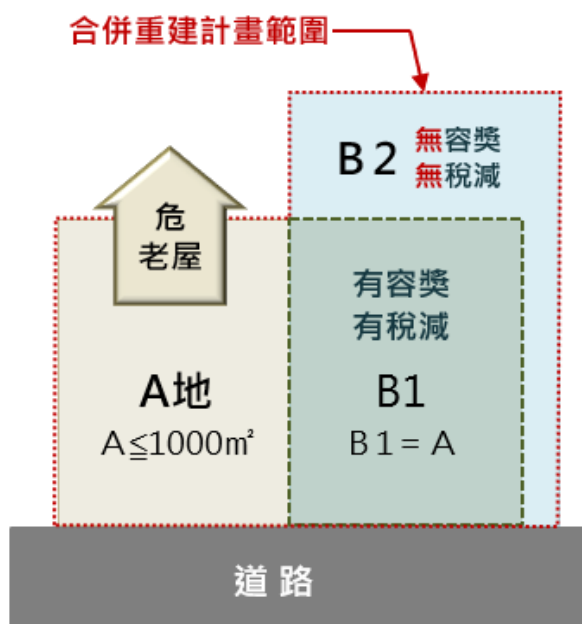 合併重建計畫範圍
B2
無容獎
無稅減
危
老屋
有容獎
有稅減
A地
A≦1000㎡
B1
B1=A
道路